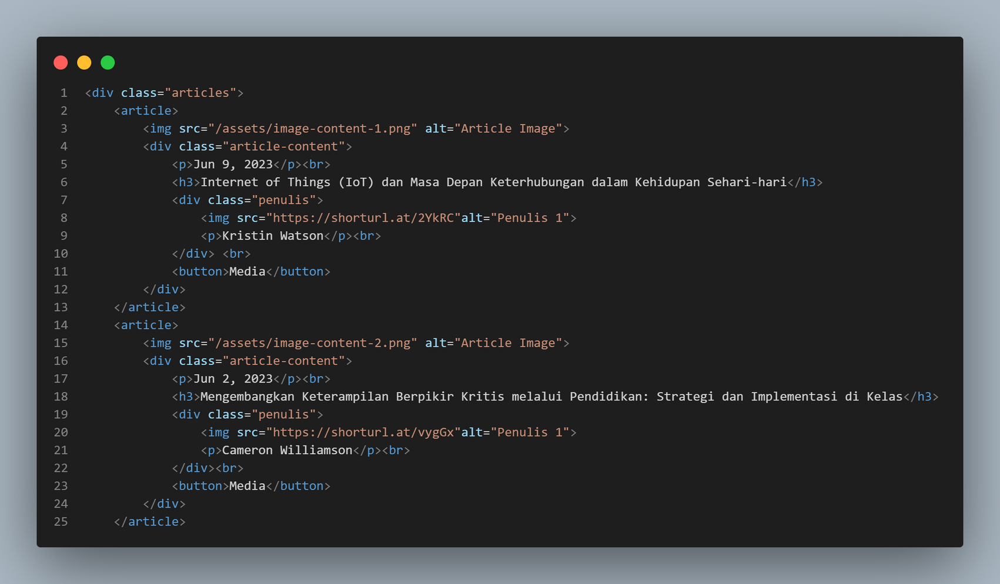 1 <div class="articles">
2     <article>
3         <img src="/assets/image-content-1.png" alt="Article Image">
4         <div class="article-content">
5             <p>Jun 9, 2023</p><br>
6             <h3>Internet of Things (IoT) dan Masa Depan Keterhubungan dalam Kehidupan Sehari-hari</h3>
7             <div class="penulis">
8                 <img src="https://shorturl.at/2YkRC"alt="Penulis 1">
9                 <p>Kristin Watson</p><br>
10             </div> <br>
11             <button>Media</button>
12         </div>
13     </article>
14     <article>
15         <img src="/assets/image-content-2.png" alt="Article Image">
16         <div class="article-content">
17             <p>Jun 2, 2023</p><br>
18             <h3>Mengembangkan Keterampilan Berpikir Kritis melalui Pendidikan: Strategi dan Implementasi di Kelas</h3>
19             <div class="penulis">
20                 <img src="https://shorturl.at/vygGx"alt="Penulis 1">
21                 <p>Cameron Williamson</p><br>
22             </div><br>
23             <button>Media</button>
24         </div>
25     </article>